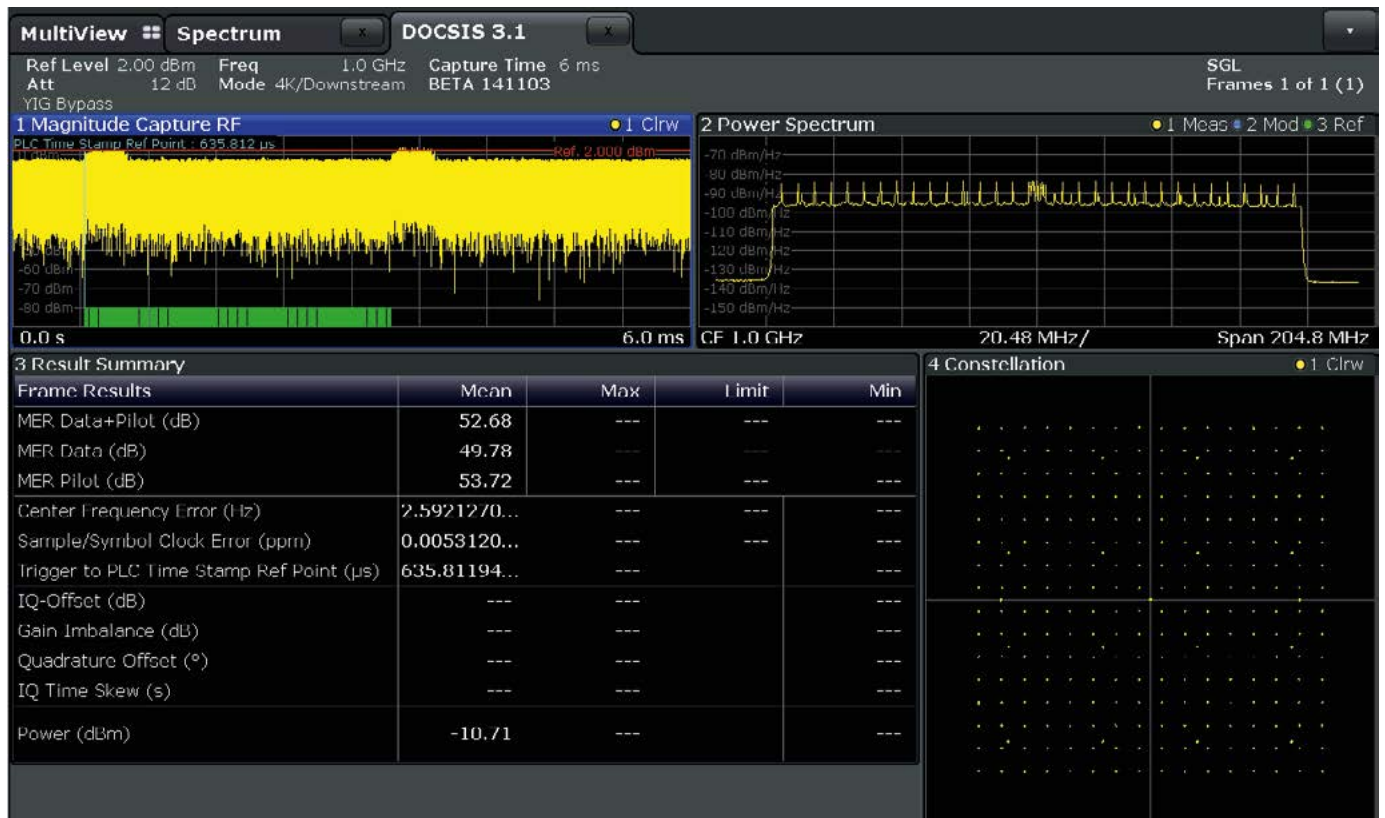 MultiView Spectrum x DOCSIS 3.1 x
Ref Level 2.00 dBm Freq 1.0 GHz Capture Time 6 ms SGL
Att 12 dB Mode 4K/Downstream BETA 141103 Frames 1 of 1 (1)
YIG Bypass
1 Magnitude Capture RF 1 Clrw
PLC Time Stamp Ref Point : 635.812 µs
0 dBm
Ref. 2.000 dBm
-60 dBm
-70 dBm
-80 dBm
0.0 s 6.0 ms
2 Power Spectrum 1 Meas 2 Mod 3 Ref
-70 dBm/Hz
-80 dBm/Hz
-90 dBm/Hz
-100 dBm/Hz
-110 dBm/Hz
-120 dBm/Hz
-130 dBm/Hz
-140 dBm/Hz
-150 dBm/Hz
CF 1.0 GHz 20.48 MHz/ Span 204.8 MHz
3 Result Summary
Frame Results Mean Max Limit Min
MER Data+Pilot (dB) 52.68 --- --- ---
MER Data (dB) 49.78 --- --- ---
MER Pilot (dB) 53.72 --- --- ---
Center Frequency Error (Hz) 2.5921270... --- --- ---
Sample/Symbol Clock Error (ppm) 0.0053120... --- --- ---
Trigger to PLC Time Stamp Ref Point (µs) 635.81194... --- ---
IQ-Offset (dB) --- --- ---
Gain Imbalance (dB) --- --- ---
Quadrature Offset (°) --- --- ---
IQ Time Skew (s) --- --- ---
Power (dBm) -10.71 --- ---
4 Constellation 1 Clrw